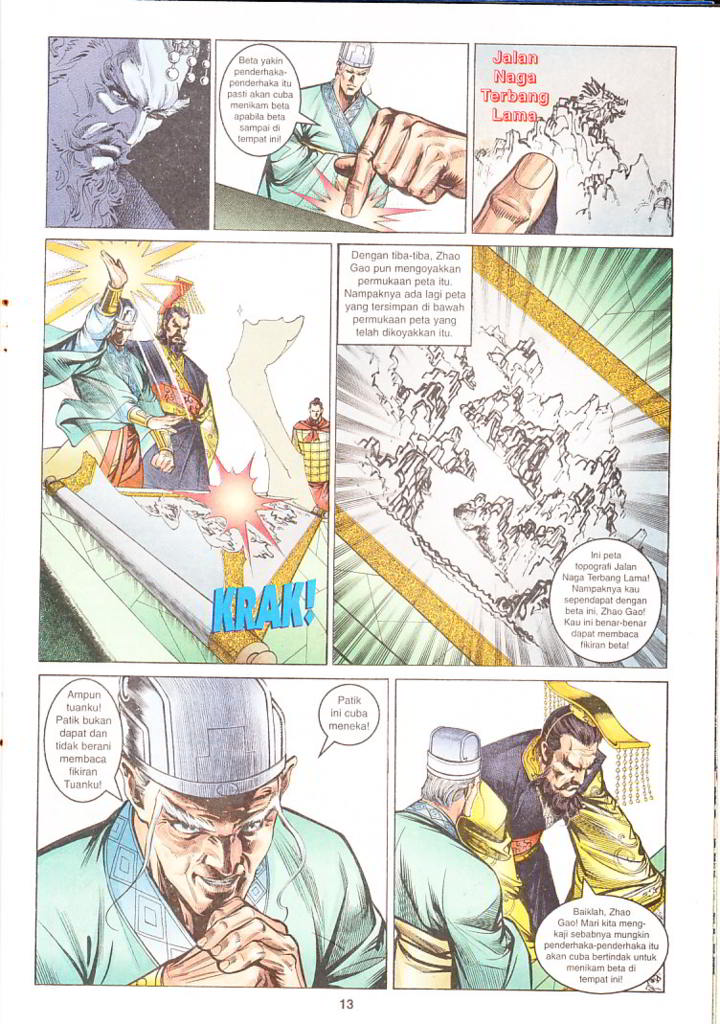 Beta yakin
penderhaka-
penderhaka itu
pasti akan cuba
menikam beta
apabila beta
sampai di
tempat ini!
Jalan
Naga
Terbang
Lama
Dengan tiba-tiba, Zhao
Gao pun mengoyakkan
permukaan peta itu.
Nampaknya ada lagi peta
yang tersimpan di bawah
permukaan peta yang
telah dikoyakkan itu.
KRAK!
Ini peta
topografi Jalan
Naga Terbang Lama!
Nampaknya kau
sependapat dengan
beta ini, Zhao Gao!
Kau ini benar-benar
dapat membaca
fikiran beta!
Ampun
tuanku!
Patik bukan
dapat dan
tidak berani
membaca
fikiran
Tuanku!
Patik
ini cuba
meneka!
Baiklah, Zhao
Gao! Mari kita meng-
kaji sebabnya mungkin
penderhaka-penderhaka itu
akan cuba bertindak untuk
menikam beta di
tempat ini!
13